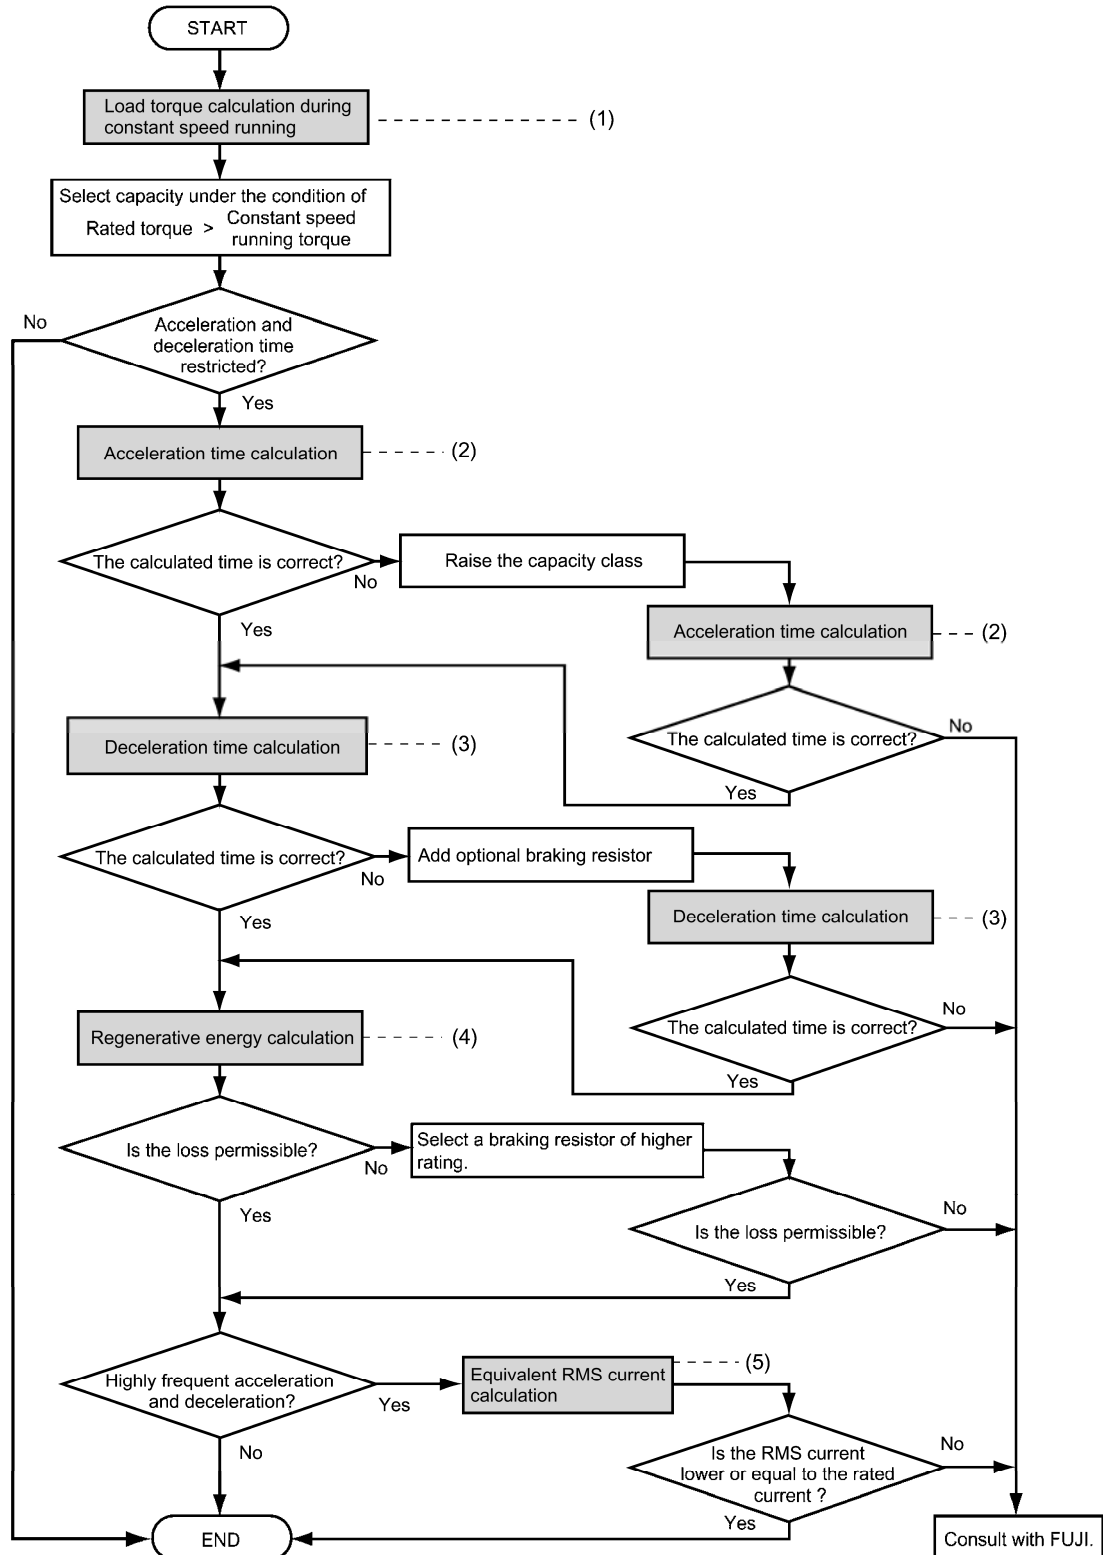 START
Load torque calculation during
constant speed running
(1)
Select capacity under the condition of
Rated torque > Constant speed
running torque
No
Acceleration and
deceleration time
restricted?
Yes
Acceleration time calculation
(2)
The calculated time is correct?
No
Raise the capacity class
Yes
Acceleration time calculation
(2)
Deceleration time calculation
(3)
The calculated time is correct?
No
Yes
The calculated time is correct?
No
Add optional braking resistor
Yes
Deceleration time calculation
(3)
Regenerative energy calculation
(4)
The calculated time is correct?
No
Yes
Is the loss permissible?
No
Select a braking resistor of higher
rating.
Yes
Is the loss permissible?
No
Yes
Highly frequent acceleration
and deceleration?
Yes
Equivalent RMS current
calculation
(5)
No
Is the RMS current
lower or equal to the rated
current ?
No
Yes
END
Consult with FUJI.